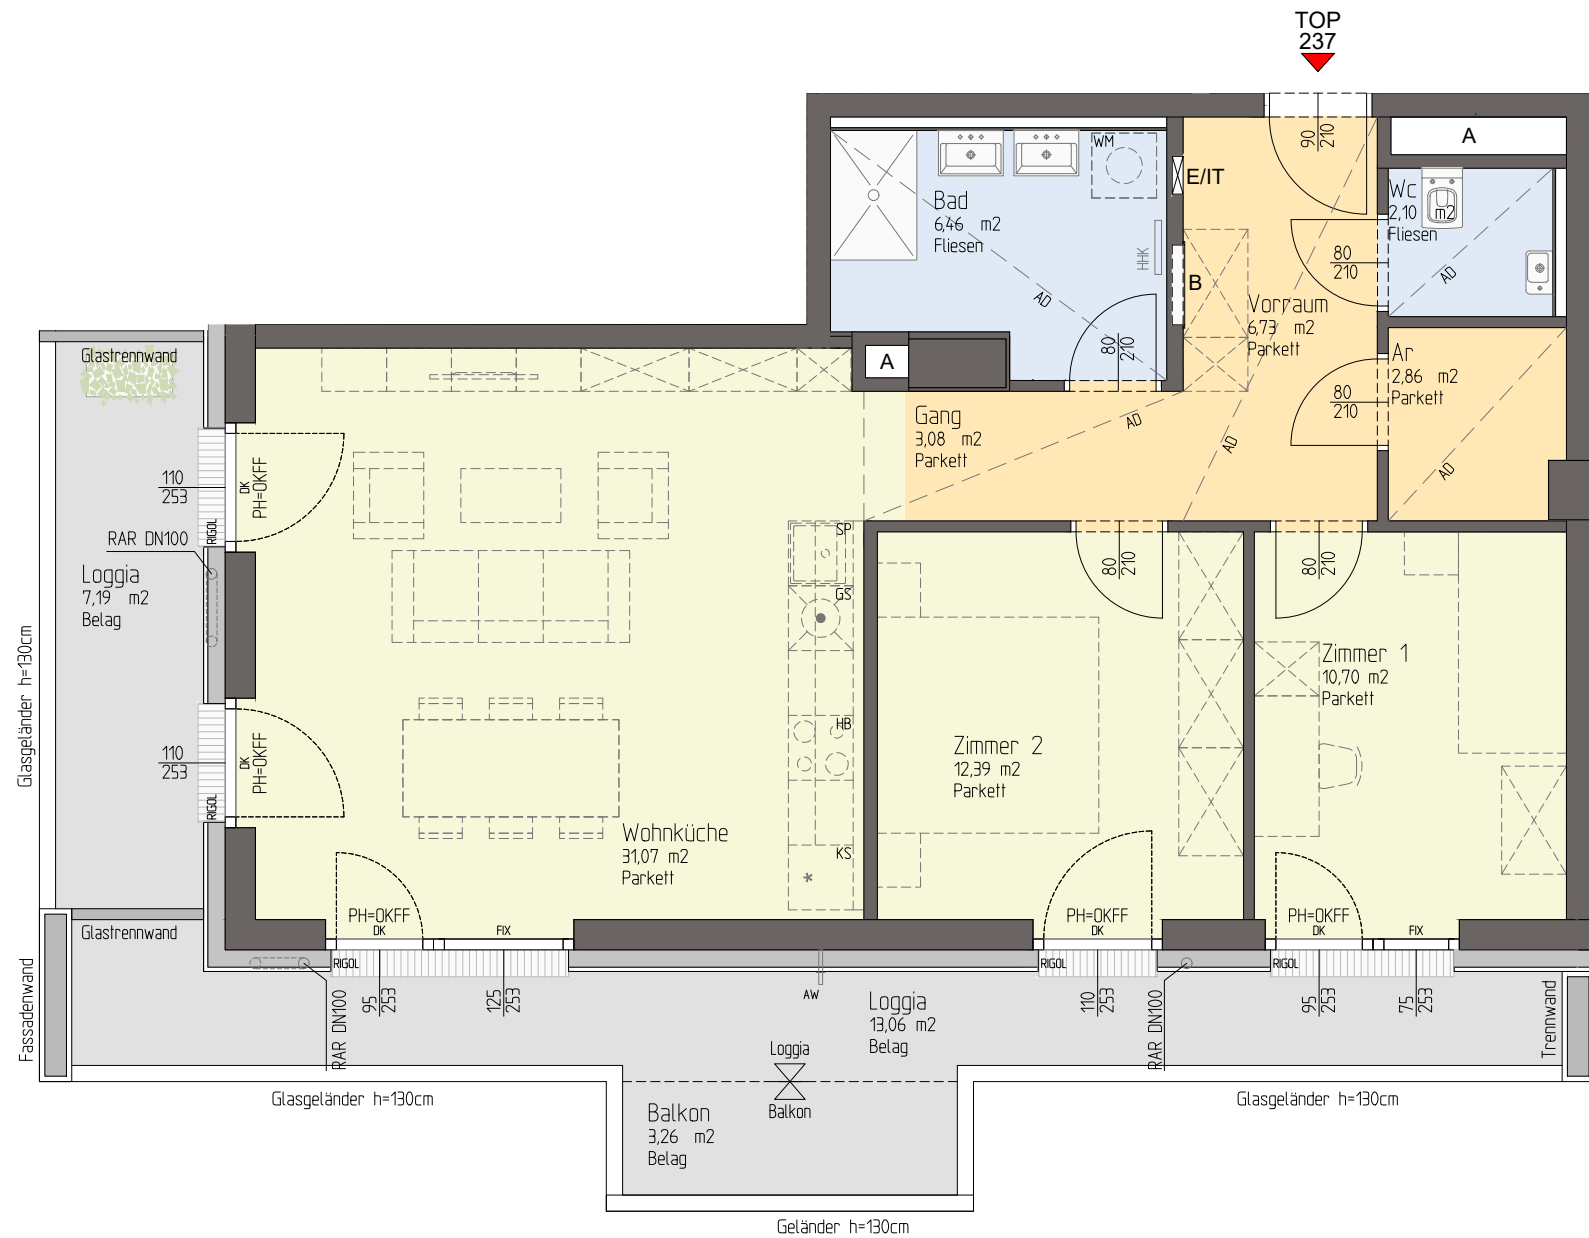 TOP
237
90
210
A
WM
E/IT
Bad
6,46 m2
Fliesen
Wc
2,10 m2
Fliesen
HHK
AD
AD
80
210
B
Vorraum
6,73 m2
Parkett
80
210
Glastrennwand
A
Ar
2,86 m2
Parkett
80
210
Gang
3,08 m2
Parkett
AD
AD
AD
110
253
DK
PH=OKFF
RIGOL
RAR DN100
Loggia
7,19 m2
Belag
SP
GS
80
210
80
210
Glasgeländer h=130cm
Zimmer 1
10,70 m2
Parkett
110
253
DK
PH=OKFF
RIGOL
HB
Zimmer 2
12,39 m2
Parkett
Wohnküche
31,07 m2
Parkett
KS
*
PH=OKFF
DK
FIX
PH=OKFF
DK
PH=OKFF
DK
FIX
Glastrennwand
Fassadenwand
RIGOL
RIGOL
RIGOL
RAR DN100
95
253
125
253
AW
Loggia
13,06 m2
Belag
110
253
RAR DN100
95
253
75
253
Trennwand
Loggia
Balkon
Glasgeländer h=130cm
Glasgeländer h=130cm
Balkon
3,26 m2
Belag
Geländer h=130cm